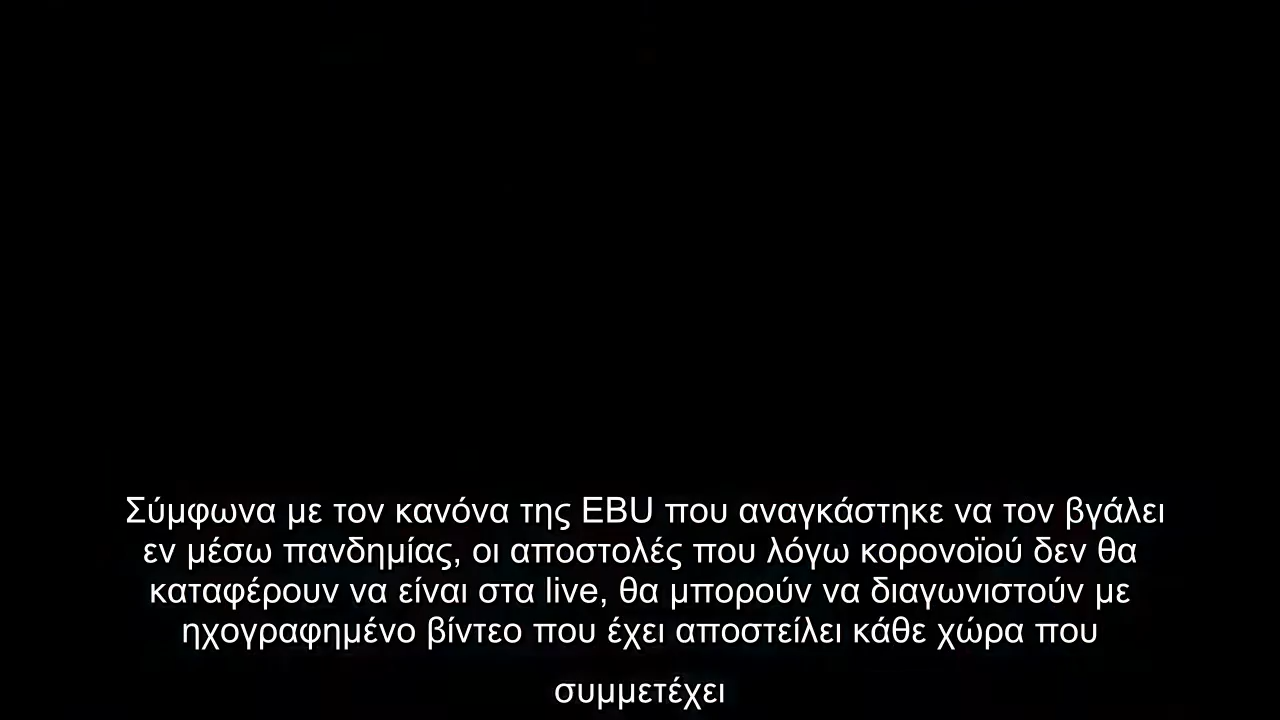 Σύμφωνα με τον κανόνα της EBU που αναγκάστηκε να τον βγάλει
εν μέσω πανδημίας, οι αποστολές που λόγω κορονοϊού δεν θα
καταφέρουν να είναι στα live, θα μπορούν να διαγωνιστούν με
ηχογραφημένο βίντεο που έχει αποστείλει κάθε χώρα που
συμμετέχει